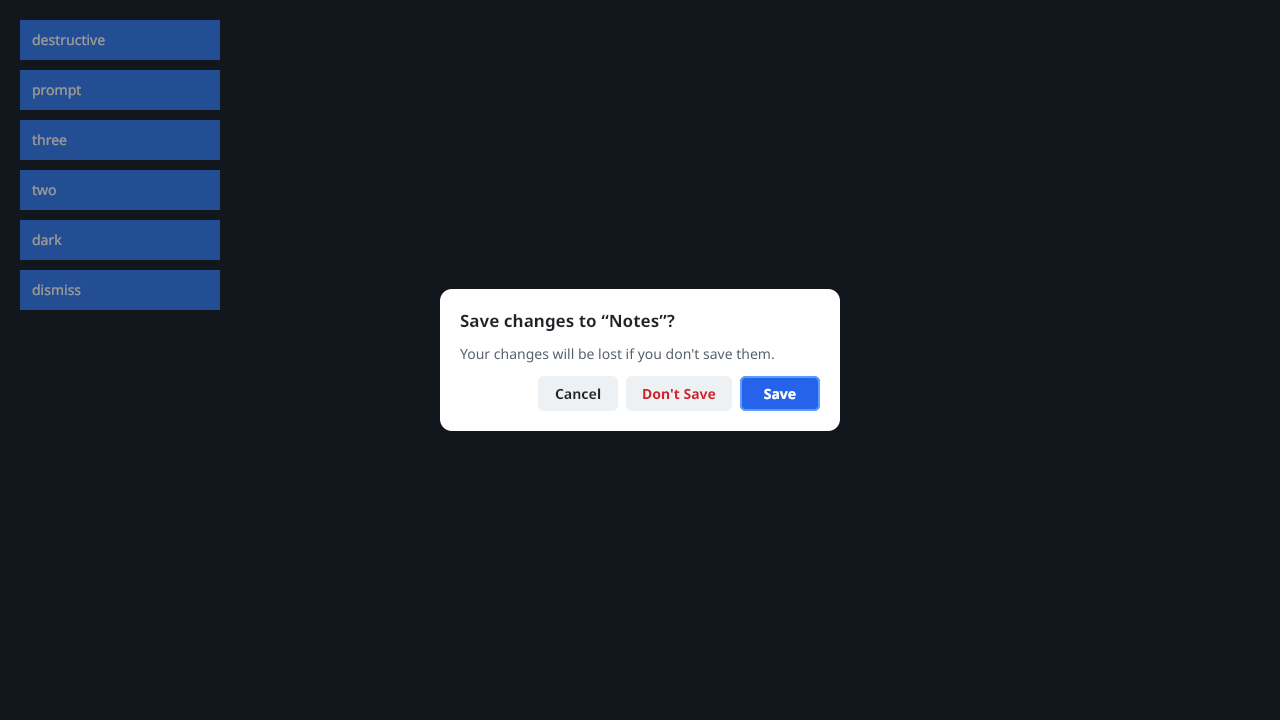 destructive
prompt
three
two
dark
dismiss
Save changes to “Notes”?
Your changes will be lost if you don't save them.
Cancel
Don't Save
Save